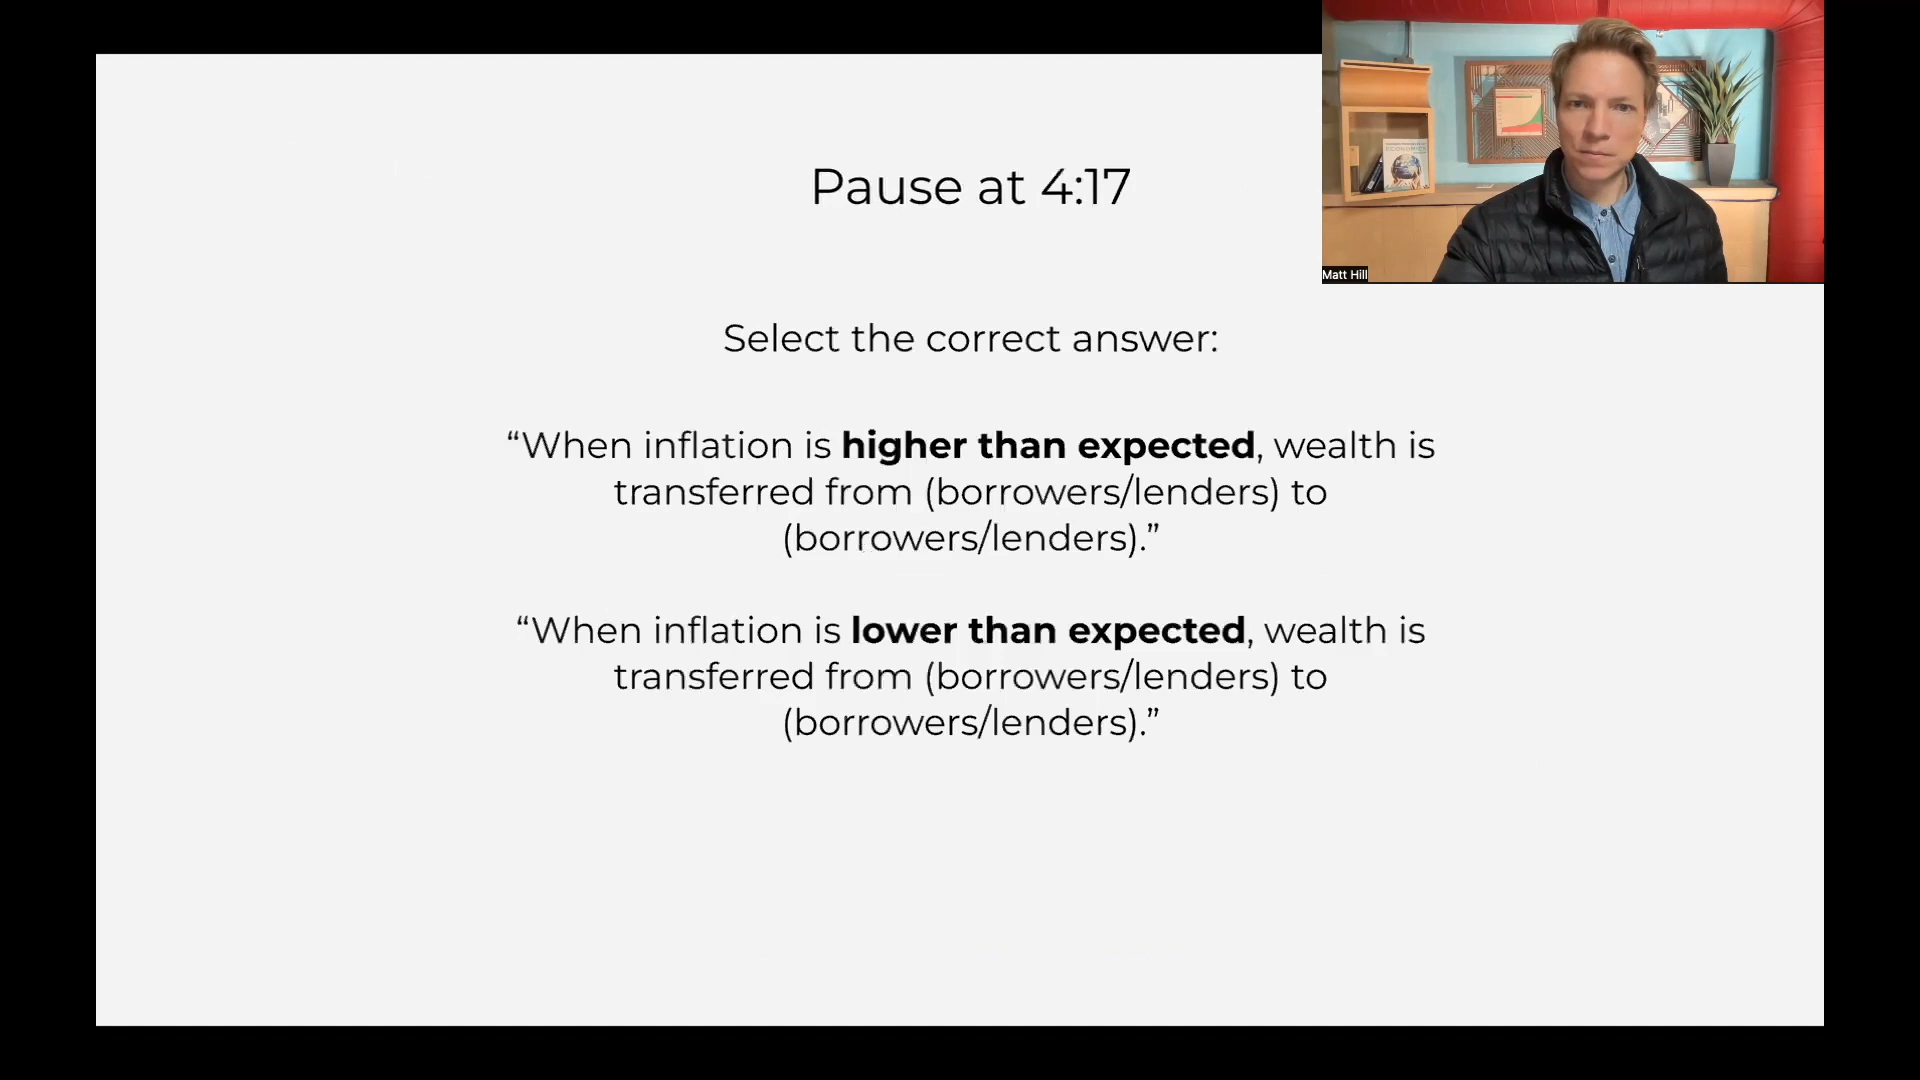 Pause at 4:17
Select the correct answer:
“When inflation is higher than expected, wealth is
transferred from (borrowers/lenders) to
(borrowers/lenders).”
“When inflation is lower than expected, wealth is
transferred from (borrowers/lenders) to
(borrowers/lenders).”
Matt Hill
ECONOMICS